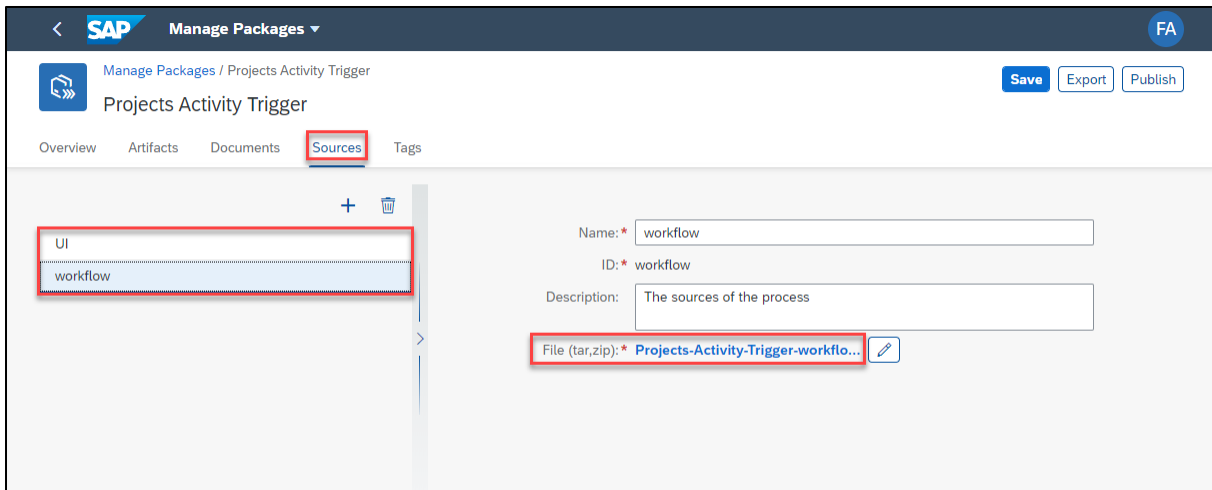 SAP Manage Packages FA
Manage Packages / Projects Activity Trigger
Projects Activity Trigger
Save Export Publish
Overview Artifacts Documents Sources Tags
UI
workflow
Name:* workflow
ID:* workflow
Description: The sources of the process
File (tar,zip):* Projects-Activity-Trigger-workflo...